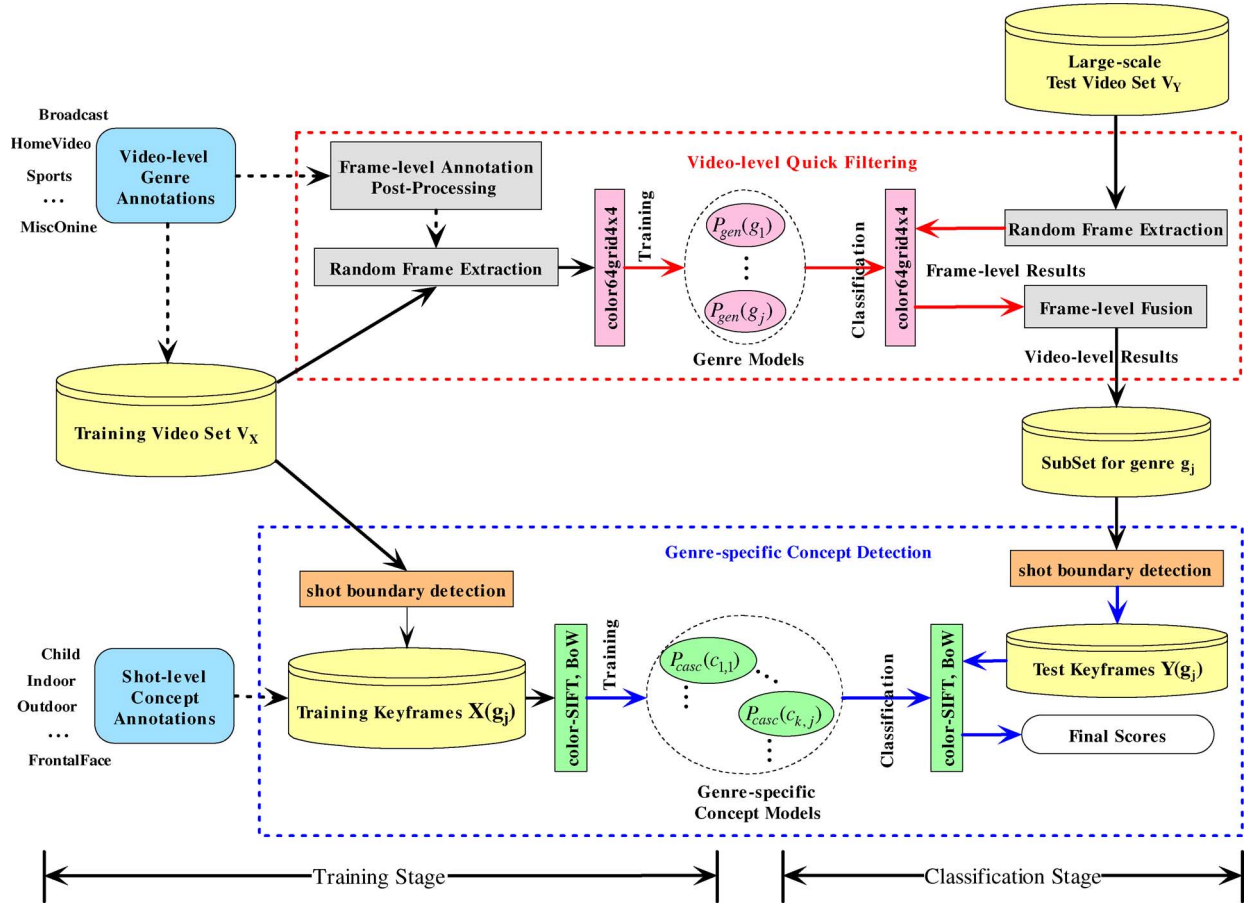 Large-scale
Test Video Set V_Y
Broadcast
HomeVideo
Sports
...
MiscOnine
Video-level
Genre
Annotations
Frame-level Annotation
Post-Processing
Random Frame Extraction
color64grid4x4
Training
Video-level Quick Filtering
P_gen(g_1)
P_gen(g_j)
Genre Models
Classification
color64grid4x4
Random Frame Extraction
Frame-level Results
Frame-level Fusion
Video-level Results
Training Video Set V_X
SubSet for genre g_j
Genre-specific Concept Detection
shot boundary detection
shot boundary detection
Child
Indoor
Outdoor
...
FrontalFace
Shot-level
Concept
Annotations
Training Keyframes X(g_j)
color-SIFT, BoW
Training
P_casc(c_1,1)
P_casc(c_k,j)
Genre-specific
Concept Models
Classification
color-SIFT, BoW
Test Keyframes Y(g_j)
Final Scores
Training Stage
Classification Stage